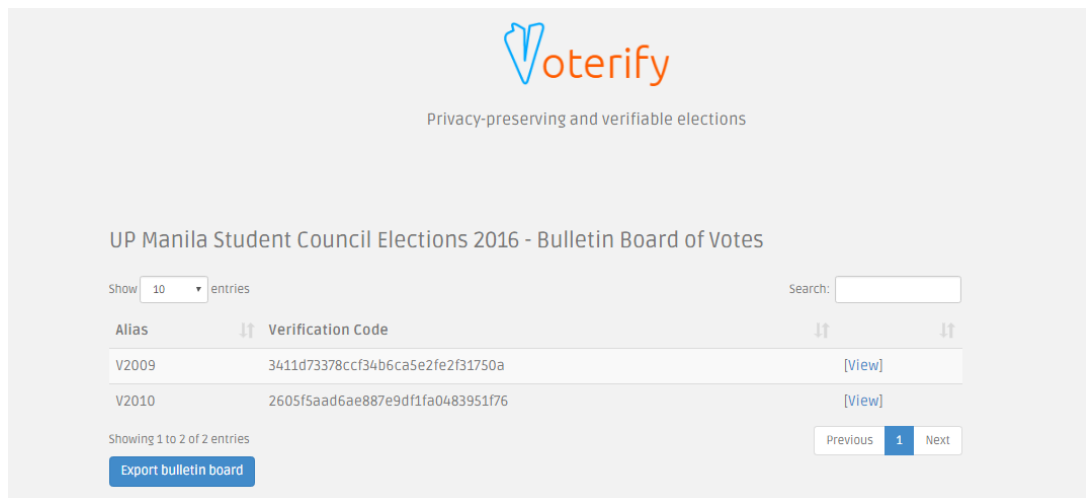 Voterify
Privacy-preserving and verifiable elections
UP Manila Student Council Elections 2016 - Bulletin Board of Votes
Show 10 entries Search:
Alias Verification Code
V2009 3411d73378ccf34b6ca5e2fe2f31750a [View]
V2010 2605f5aad6ae887e9df1fa0483951f76 [View]
Showing 1 to 2 of 2 entries Previous 1 Next
Export bulletin board